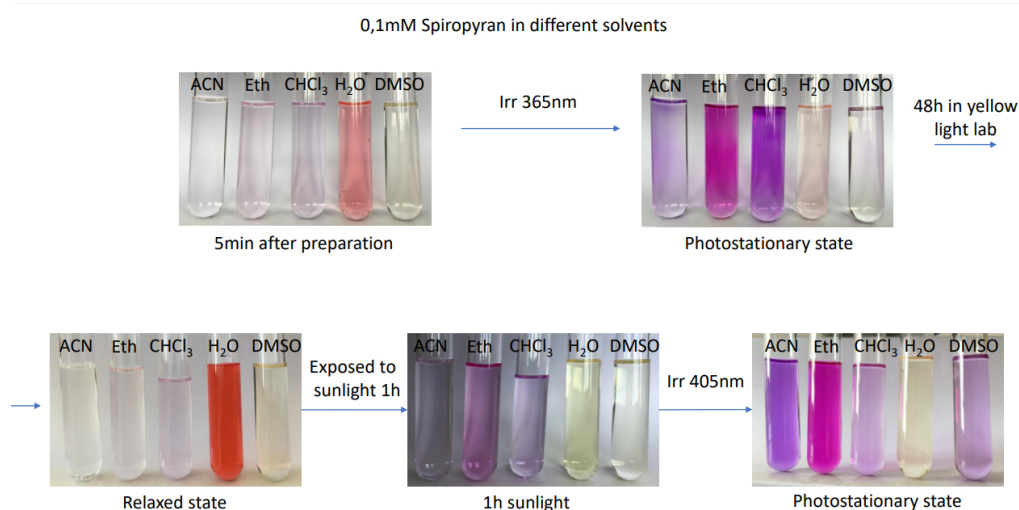 0,1mM Spiropyran in different solvents
ACN Eth CHCl₃ H₂O DMSO
5min after preparation
Irr 365nm
ACN Eth CHCl₃ H₂O DMSO
Photostationary state
48h in yellow
light lab
ACN Eth CHCl₃ H₂O DMSO
Relaxed state
Exposed to
sunlight 1h
ACN Eth CHCl₃ H₂O DMSO
1h sunlight
Irr 405nm
ACN Eth CHCl₃ H₂O DMSO
Photostationary state